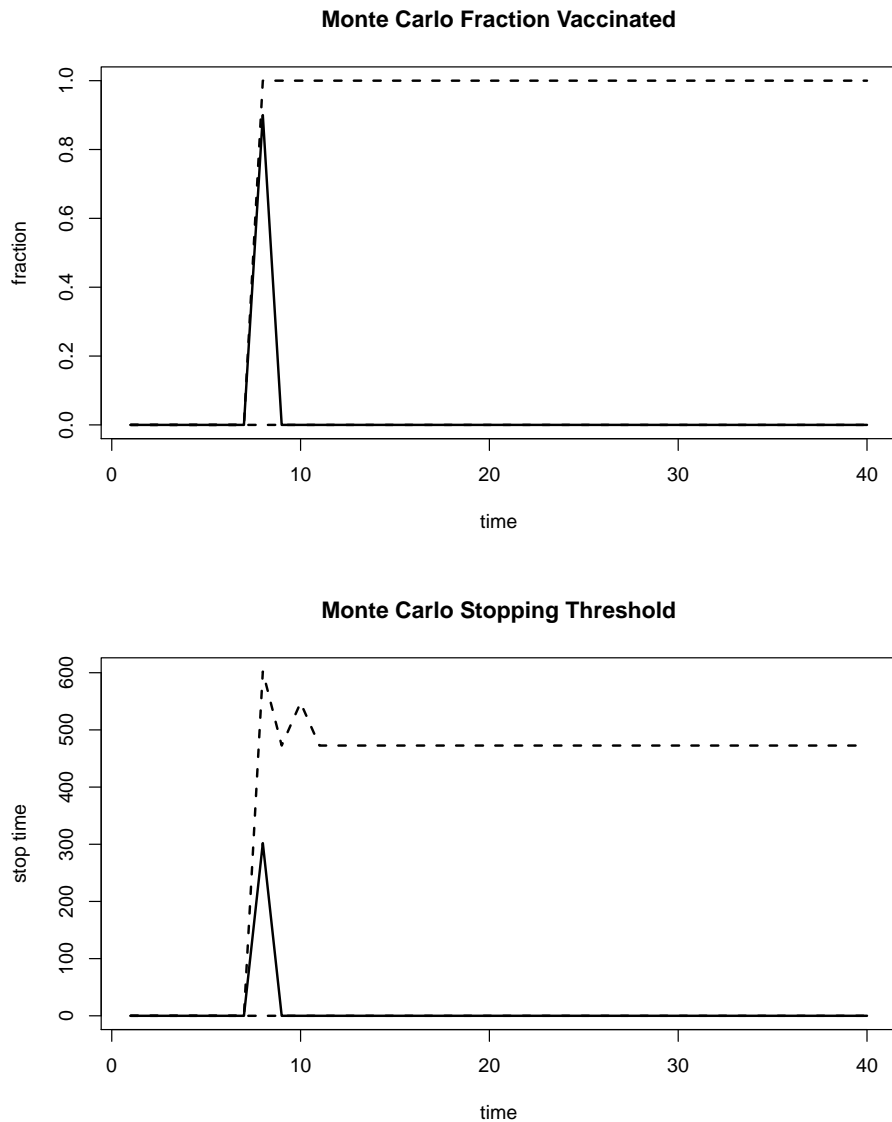 Monte Carlo Fraction Vaccinated
1.0
0.8
0.6
0.4
0.2
0.0
fraction
0 10 20 30 40
time
Monte Carlo Stopping Threshold
600
500
400
300
200
100
0
stop time
0 10 20 30 40
time